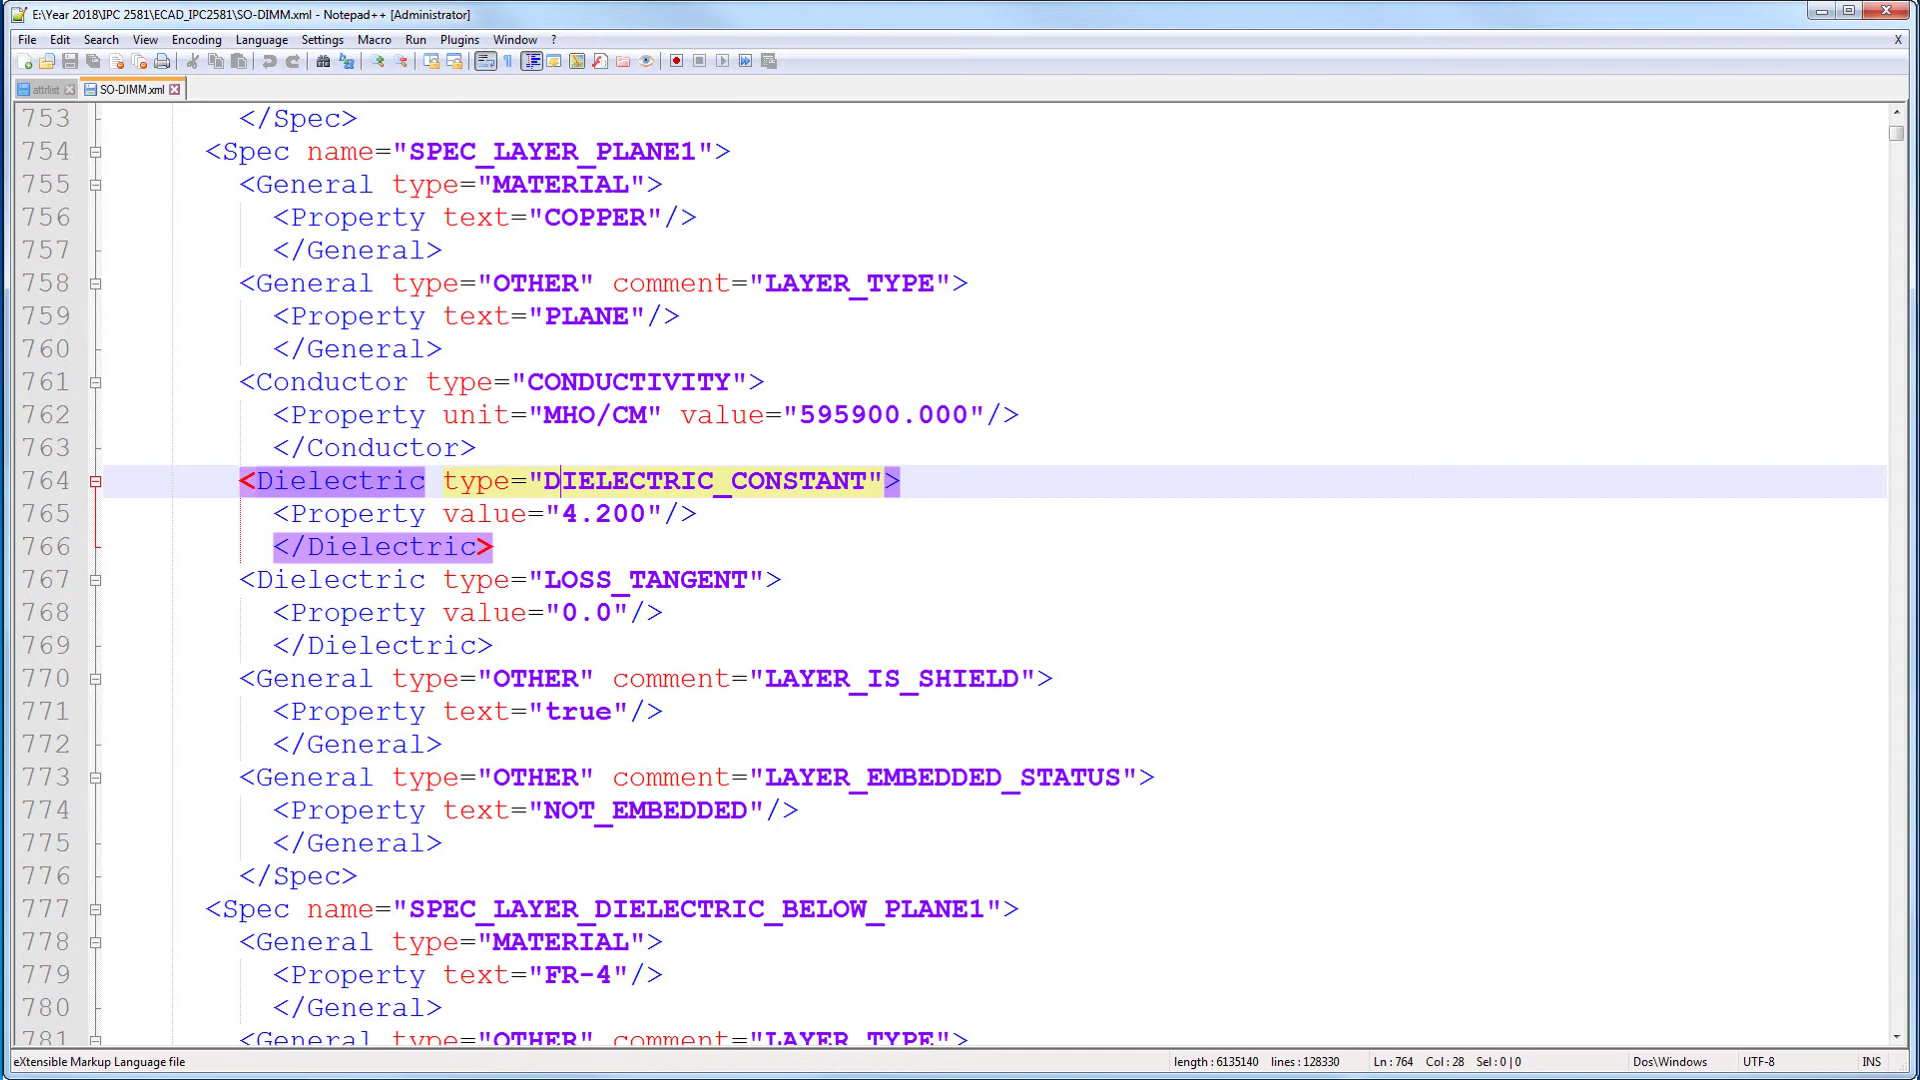 E:\Year 2018\IPC 2581\ECAD_IPC2581\SO-DIMM.xml - Notepad++ [Administrator]
File Edit Search View Encoding Language Settings Macro Run Plugins Window ? X
attrlist SO-DIMM.xml
753 </Spec>
754 <Spec name="SPEC_LAYER_PLANE1">
755 <General type="MATERIAL">
756 <Property text="COPPER"/>
757 </General>
758 <General type="OTHER" comment="LAYER_TYPE">
759 <Property text="PLANE"/>
760 </General>
761 <Conductor type="CONDUCTIVITY">
762 <Property unit="MHO/CM" value="595900.000"/>
763 </Conductor>
764 <Dielectric type="DIELECTRIC_CONSTANT">
765 <Property value="4.200"/>
766 </Dielectric>
767 <Dielectric type="LOSS_TANGENT">
768 <Property value="0.0"/>
769 </Dielectric>
770 <General type="OTHER" comment="LAYER_IS_SHIELD">
771 <Property text="true"/>
772 </General>
773 <General type="OTHER" comment="LAYER_EMBEDDED_STATUS">
774 <Property text="NOT_EMBEDDED"/>
775 </General>
776 </Spec>
777 <Spec name="SPEC_LAYER_DIELECTRIC_BELOW_PLANE1">
778 <General type="MATERIAL">
779 <Property text="FR-4"/>
780 </General>
781 <General type="OTHER" comment="LAYER_TYPE">
eXtensible Markup Language file length : 6135140 lines : 128330 Ln : 764 Col : 28 Sel : 0 | 0 Dos\Windows UTF-8 INS